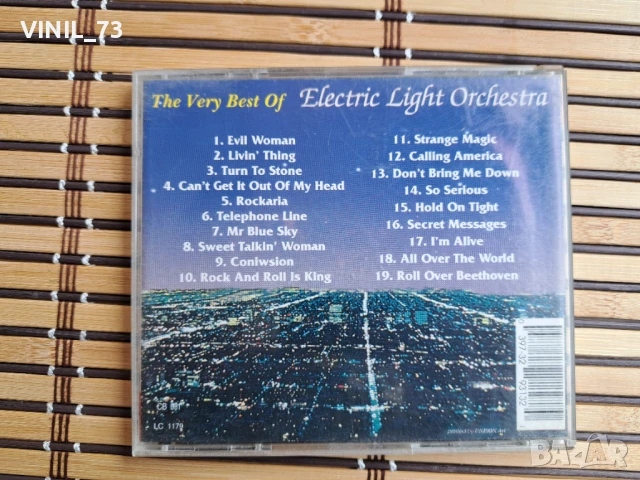 VINIL_73
The Very Best Of Electric Light Orchestra
1. Evil Woman
2. Livin' Thing
3. Turn To Stone
4. Can't Get It Out Of My Head
5. Rockaria
6. Telephone Line
7. Mr Blue Sky
8. Sweet Talkin' Woman
9. Coniwsion
10. Rock And Roll Is King
11. Strange Magic
12. Calling America
13. Don't Bring Me Down
14. So Serious
15. Hold On Tight
16. Secret Messages
17. I'm Alive
18. All Over The World
19. Roll Over Beethoven
LC 1179
bazar